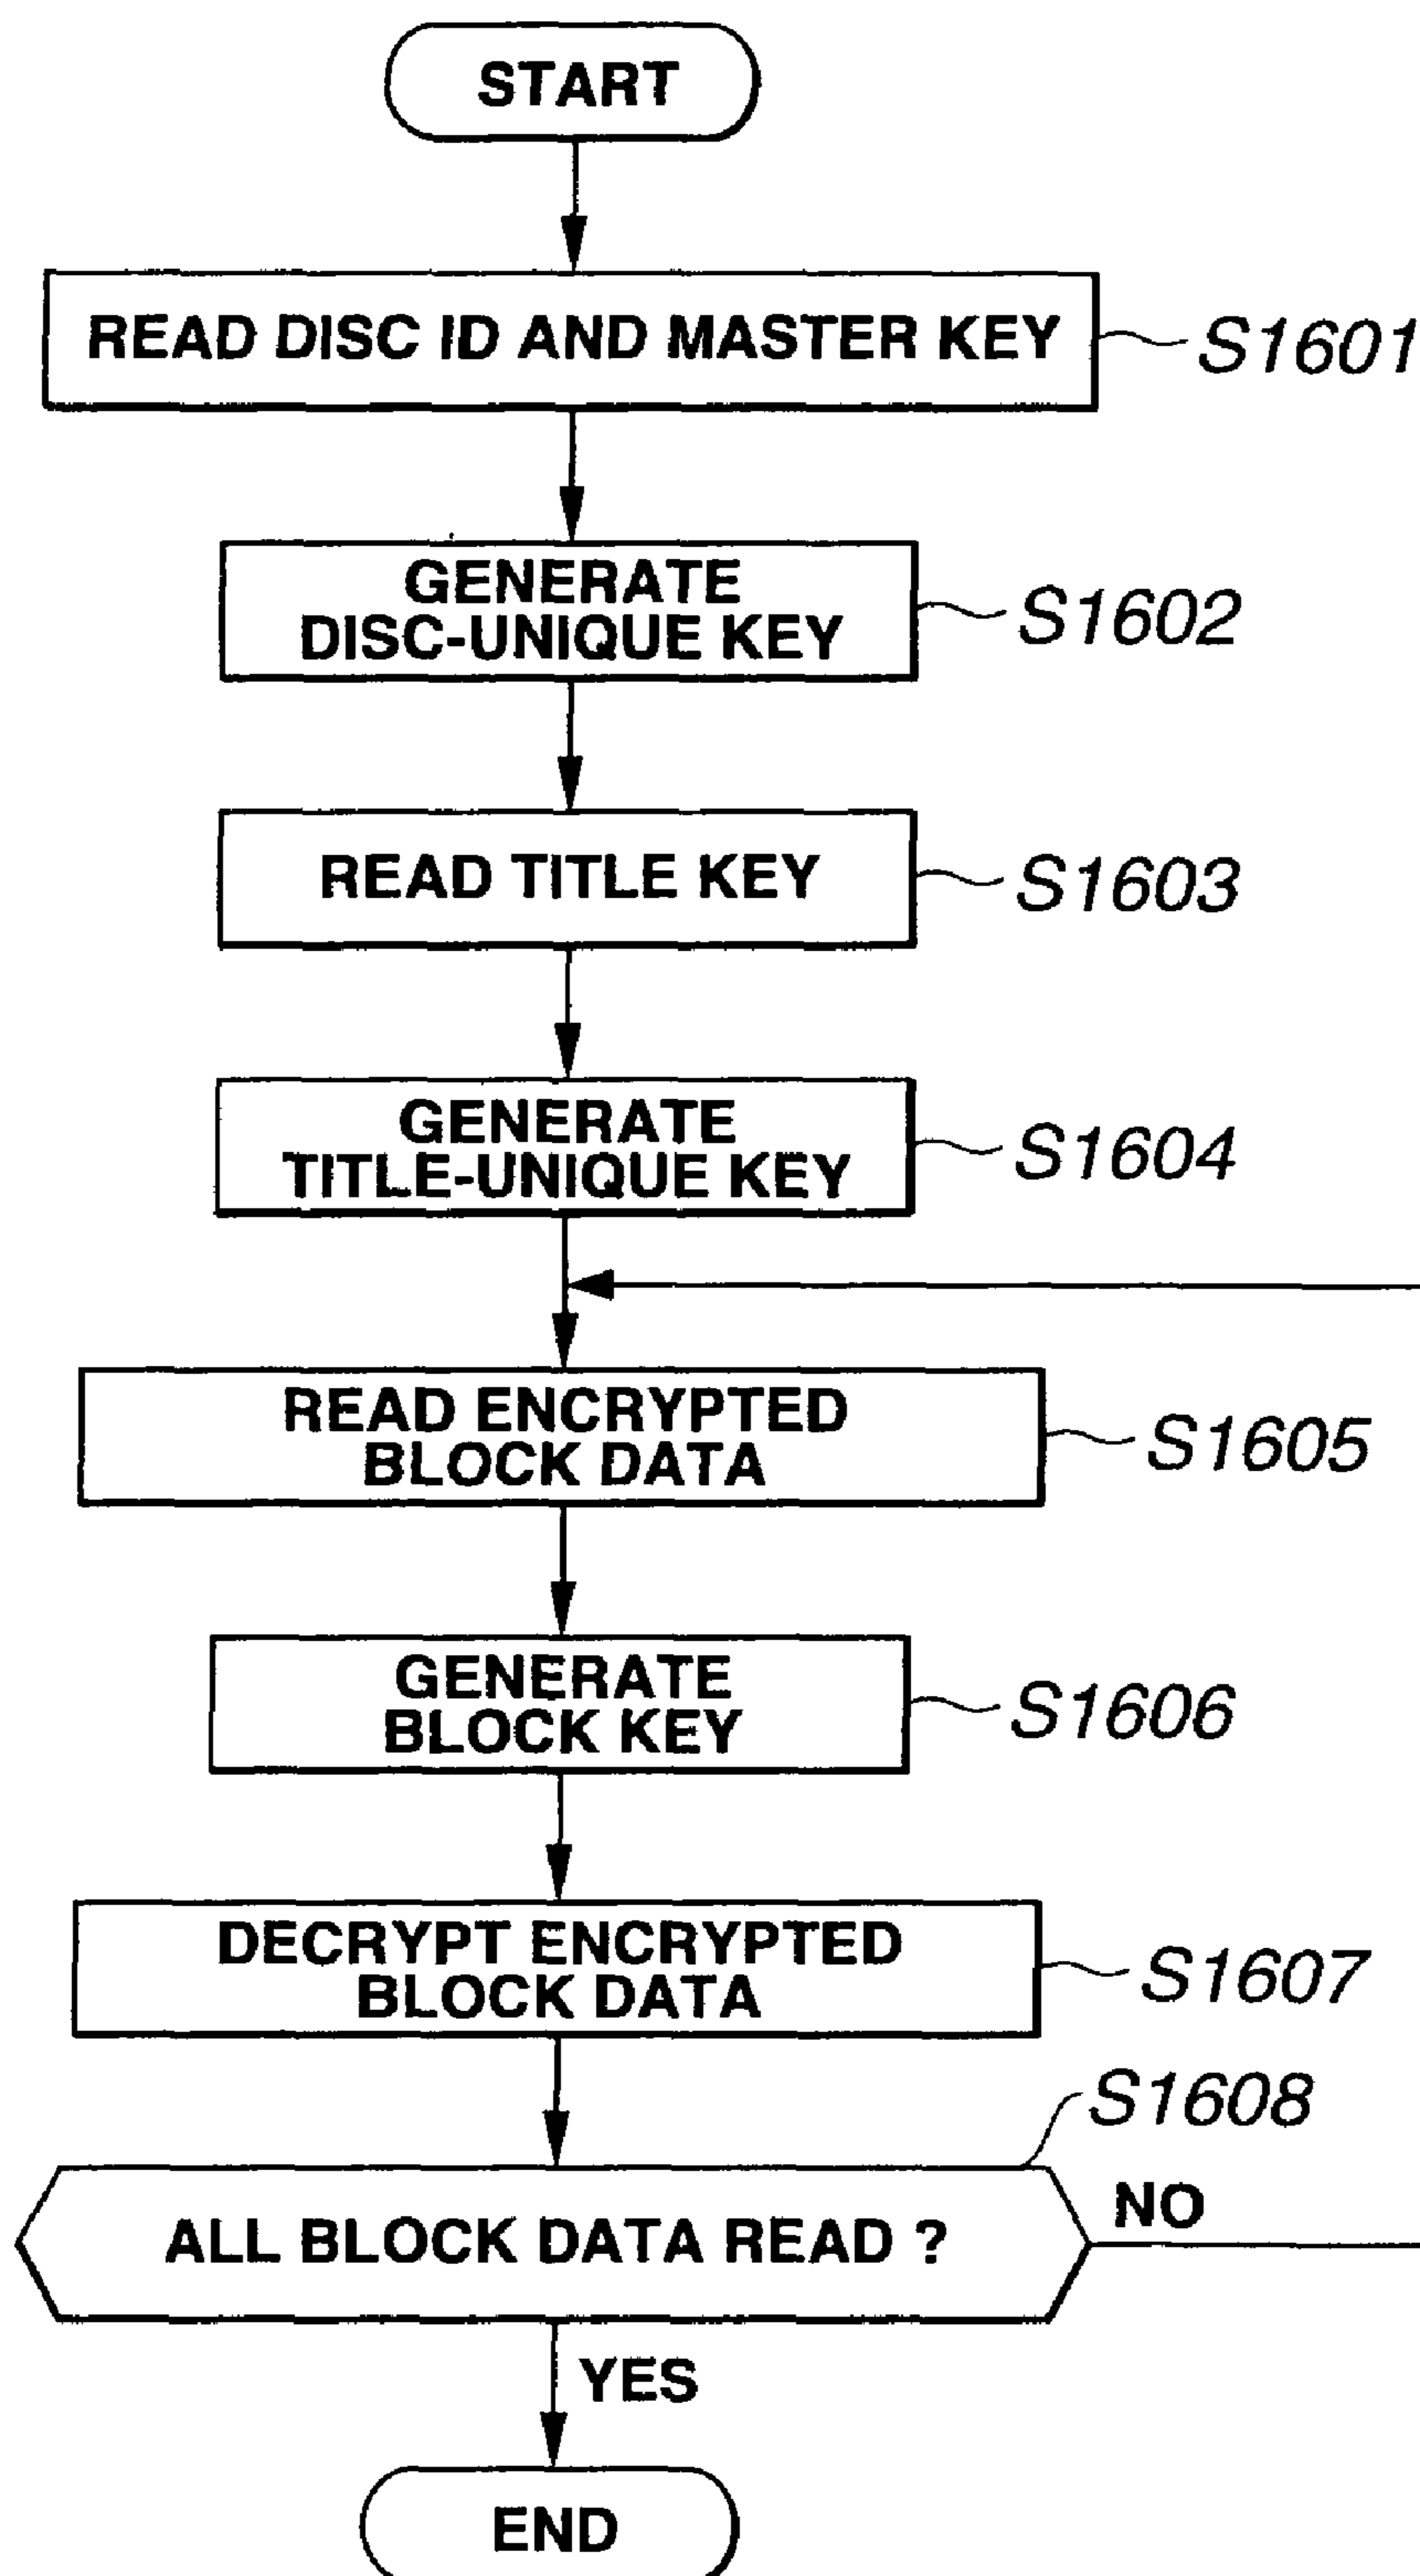 START
READ DISC ID AND MASTER KEY
S1601
GENERATE
DISC-UNIQUE KEY
S1602
READ TITLE KEY
S1603
GENERATE
TITLE-UNIQUE KEY
S1604
READ ENCRYPTED
BLOCK DATA
S1605
GENERATE
BLOCK KEY
S1606
DECRYPT ENCRYPTED
BLOCK DATA
S1607
S1608
ALL BLOCK DATA READ ?
NO
YES
END